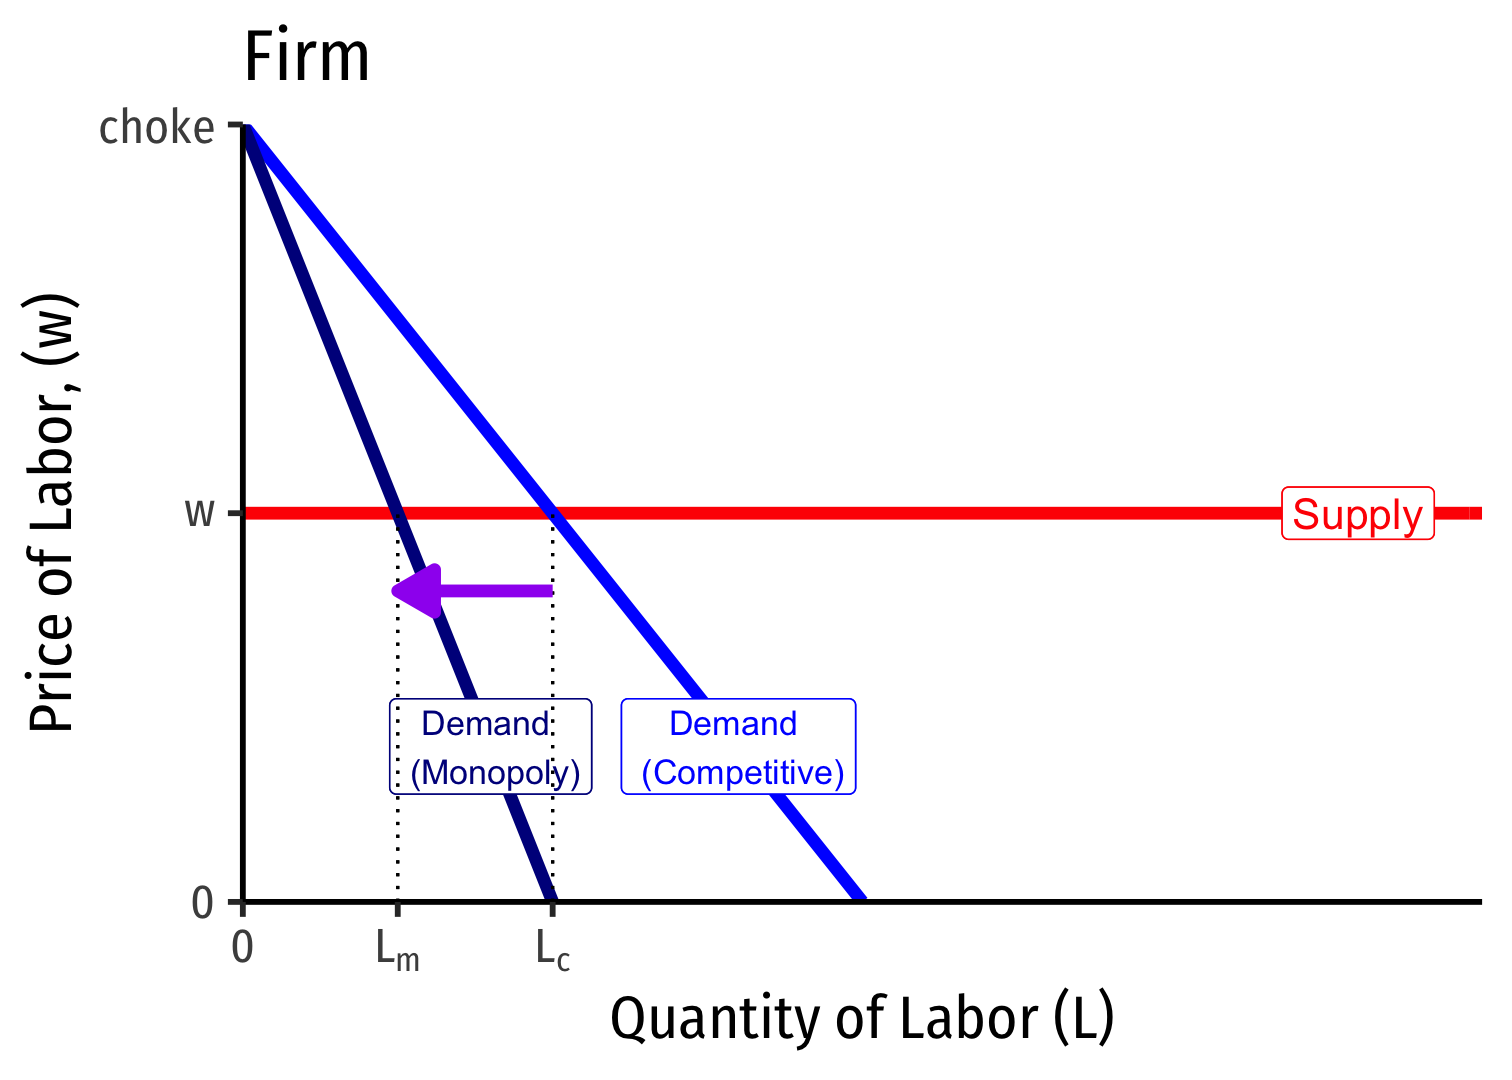 Firm
choke
Price of Labor, (w)
w
Supply
Demand
(Monopoly)
Demand
(Competitive)
0
0
Lm
Lc
Quantity of Labor (L)